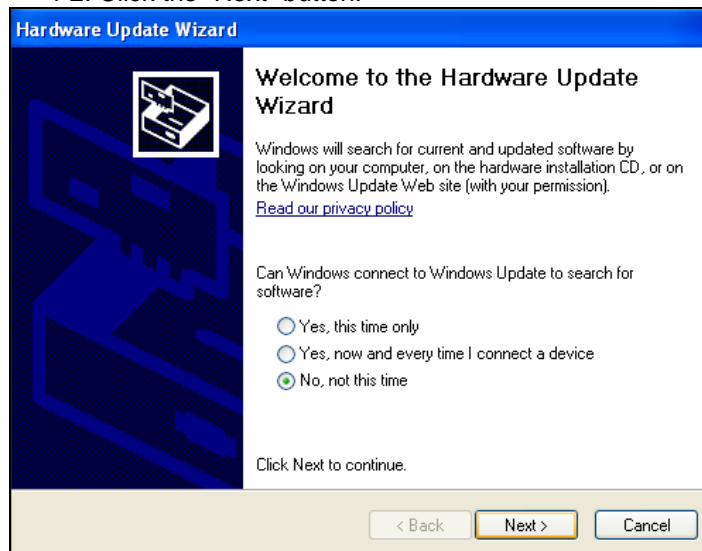 Click the "Next" button.
Hardware Update Wizard
Welcome to the Hardware Update
Wizard
Windows will search for current and updated software by
looking on your computer, on the hardware installation CD, or on
the Windows Update Web site (with your permission).
Read our privacy policy
Can Windows connect to Windows Update to search for
software?
Yes, this time only
Yes, now and every time I connect a device
No, not this time
Click Next to continue.
< Back
Next >
Cancel